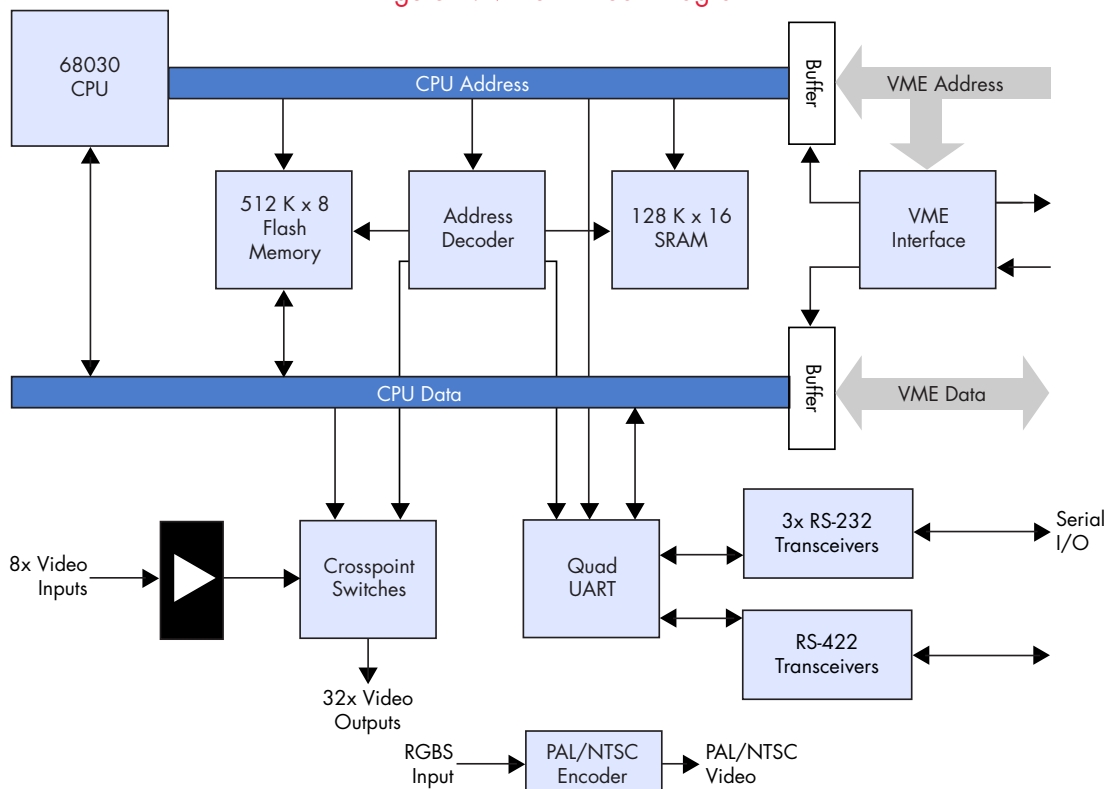 68030
CPU
CPU Address
Buffer
VME Address
512 K x 8
Flash
Memory
Address
Decoder
128 K x 16
SRAM
VME
Interface
CPU Data
Buffer
VME Data
8x Video
Inputs
Crosspoint
Switches
Quad
UART
3x RS-232
Transceivers
Serial
I/O
RS-422
Transceivers
32x Video
Outputs
RGBS
Input
PAL/NTSC
Encoder
PAL/NTSC
Video